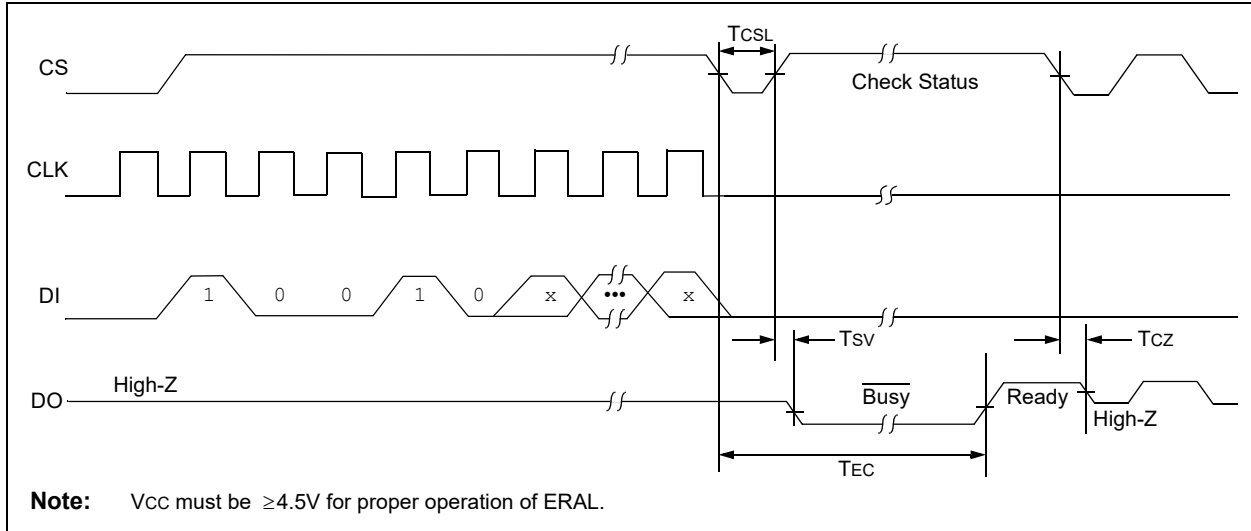 TCSL
CS
Check Status
CLK
DI 1 0 0 1 0 x ••• x
TSV
TCZ
High-Z
DO
Busy
Ready
High-Z
TEC
Note: VCC must be ≥4.5V for proper operation of ERAL.